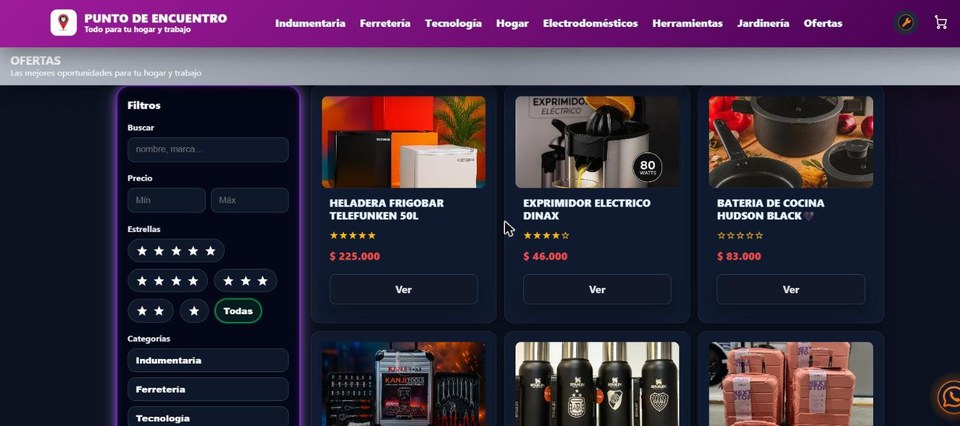 PUNTO DE ENCUENTRO
Todo para tu hogar y trabajo
Indumentaria Ferretería Tecnología Hogar Electrodomésticos Herramientas Jardinería Ofertas
OFERTAS
Las mejores oportunidades para tu hogar y trabajo
Filtros
Buscar
nombre, marca...
Precio
Mín Máx
Estrellas
Todas
Categorías
Indumentaria
Ferretería
Tecnología
EXPRIMIDOR
ELÉCTRICO
80
WATTS
HELADERA FRIGOBAR
TELEFUNKEN 50L
$ 225.000
Ver
EXPRIMIDOR ELECTRICO
DINAX
$ 46.000
Ver
BATERIA DE COCINA
HUDSON BLACK🖤
$ 83.000
Ver
KANJITOOLS